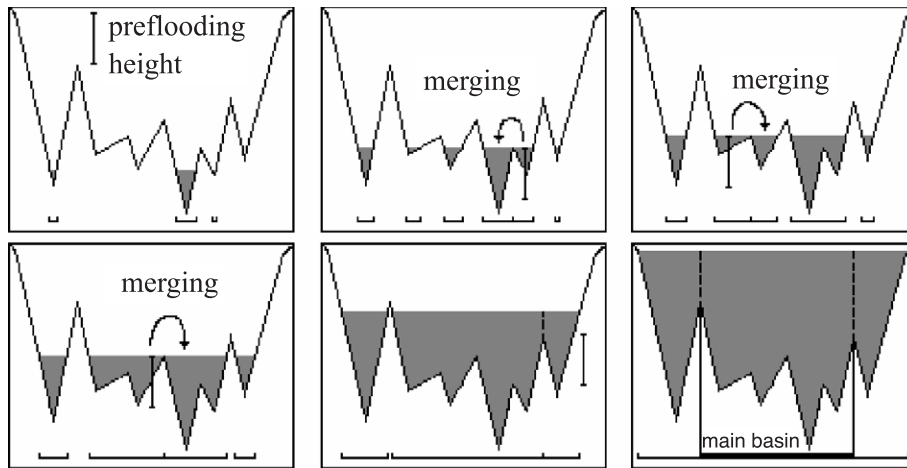 preflooding
height
merging
merging
merging
main basin